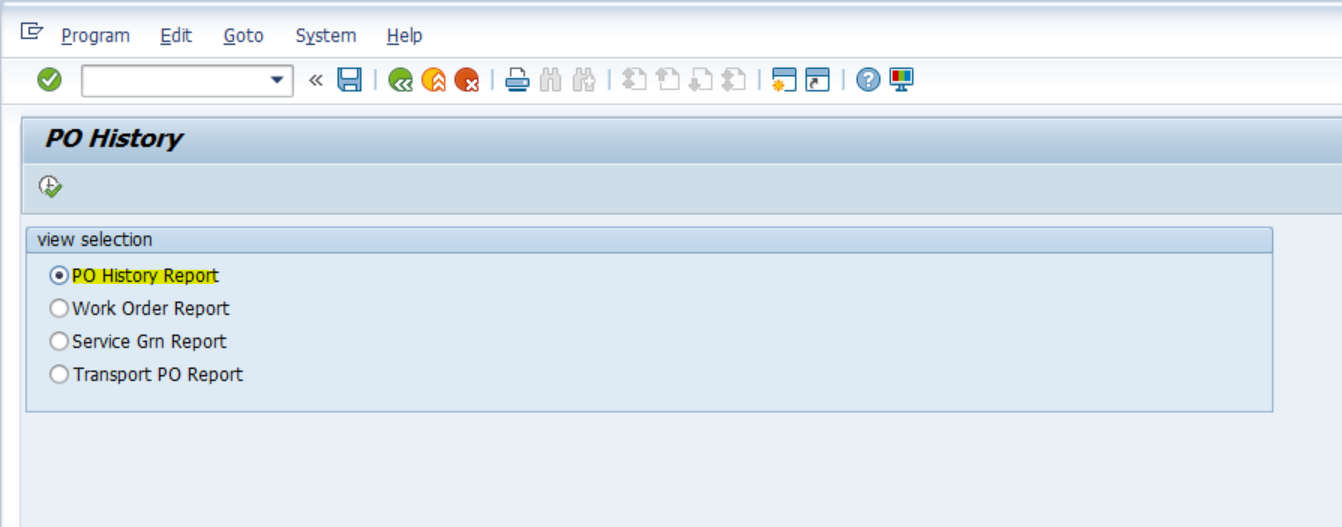 Program Edit Goto System Help
PO History
view selection
PO History Report
Work Order Report
Service Grn Report
Transport PO Report